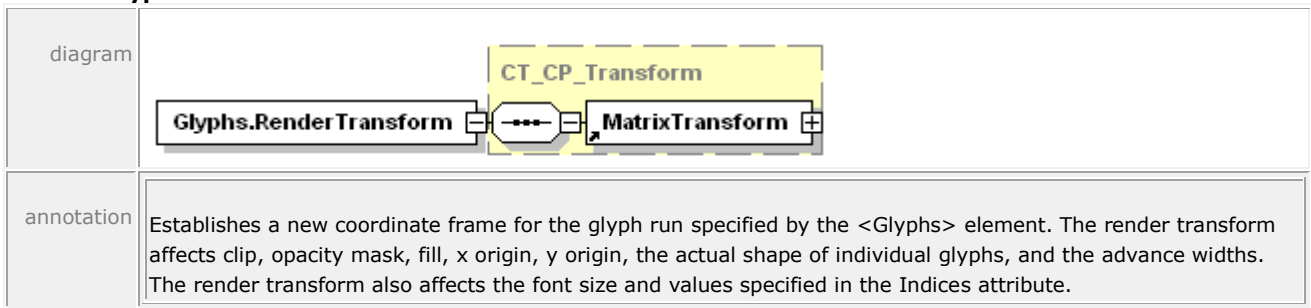 diagram
CT_CP_Transform
Glyphs.RenderTransform
MatrixTransform
annotation
Establishes a new coordinate frame for the glyph run specified by the <Glyphs> element. The render transform
affects clip, opacity mask, fill, x origin, y origin, the actual shape of individual glyphs, and the advance widths.
The render transform also affects the font size and values specified in the Indices attribute.